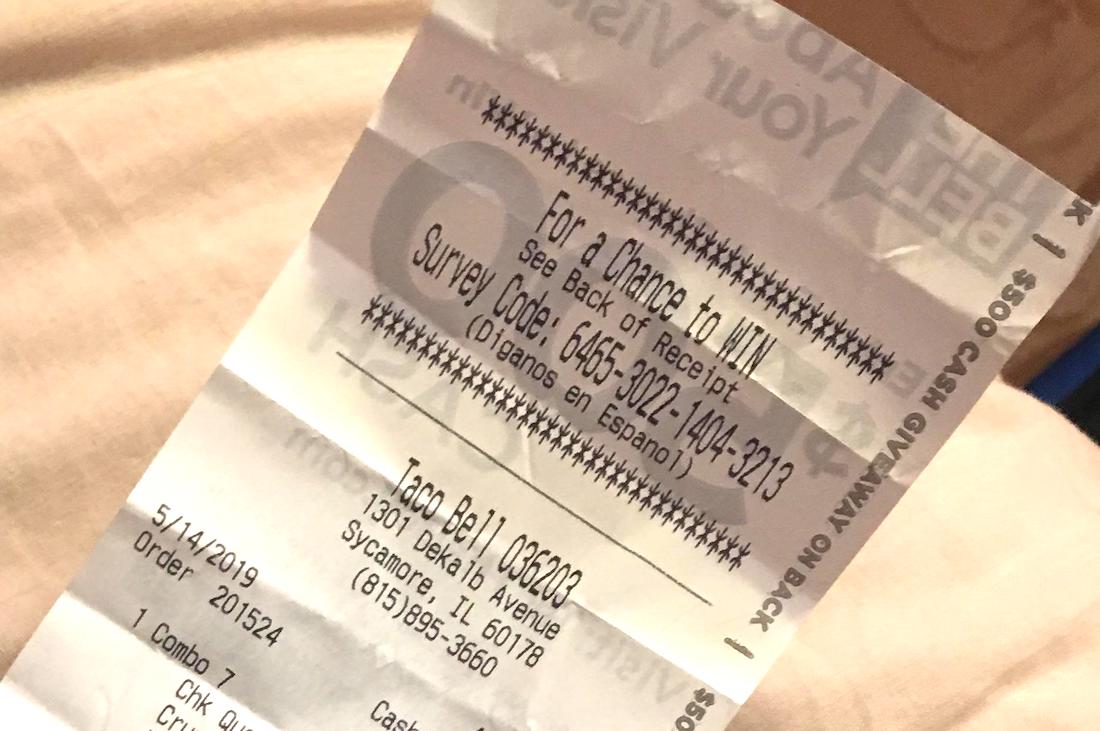 *****************************************
For a Chance to WIN
See Back of Receipt
Survey Code: 6465-3022-1404-3213
(Diganos en Espanol)
*****************************************
Taco Bell 036203
1301 Dekalb Avenue
Sycamore, IL 60178
(815)895-3660
5/14/2019
Order 201524
1 Combo 7
Chk
$500 CASH GIVEAWAY ON BACK